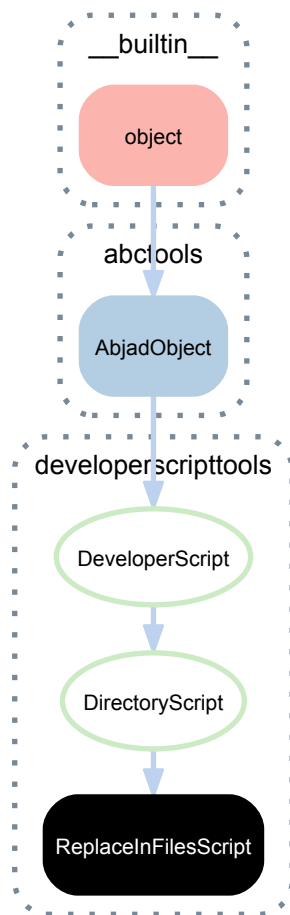 __builtin__
object
abctools
AbjadObject
developerscripttools
DeveloperScript
DirectoryScript
ReplaceInFilesScript